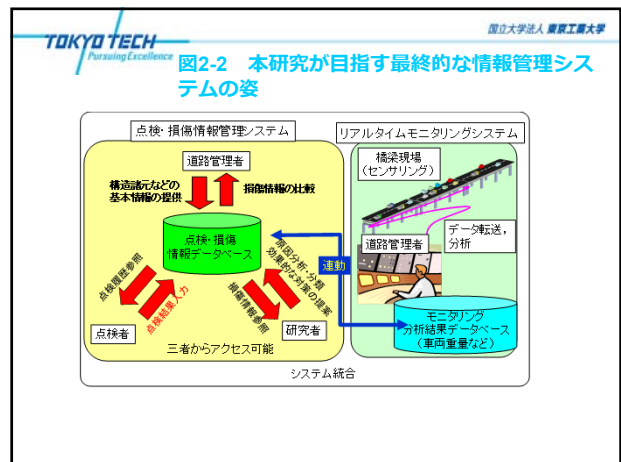 TOKYO TECH
Pursuing Excellence
国立大学法人 東京工業大学
図2-2 本研究が目指す最終的な情報管理シス
テムの姿
点検・損傷情報管理システム
道路管理者
構造諸元などの
基本情報の提供
損傷情報の比較
点検・損傷
情報データベース
点検履歴参照
点検結果入力
原因分析・分類
効果的な対策の提案
損傷情報参照
点検者
研究者
三者からアクセス可能
リアルタイムモニタリングシステム
橋梁現場
(センサリング)
データ転送,
分析
道路管理者
連動
モニタリング
分析結果データベース
(車両重量など)
システム統合